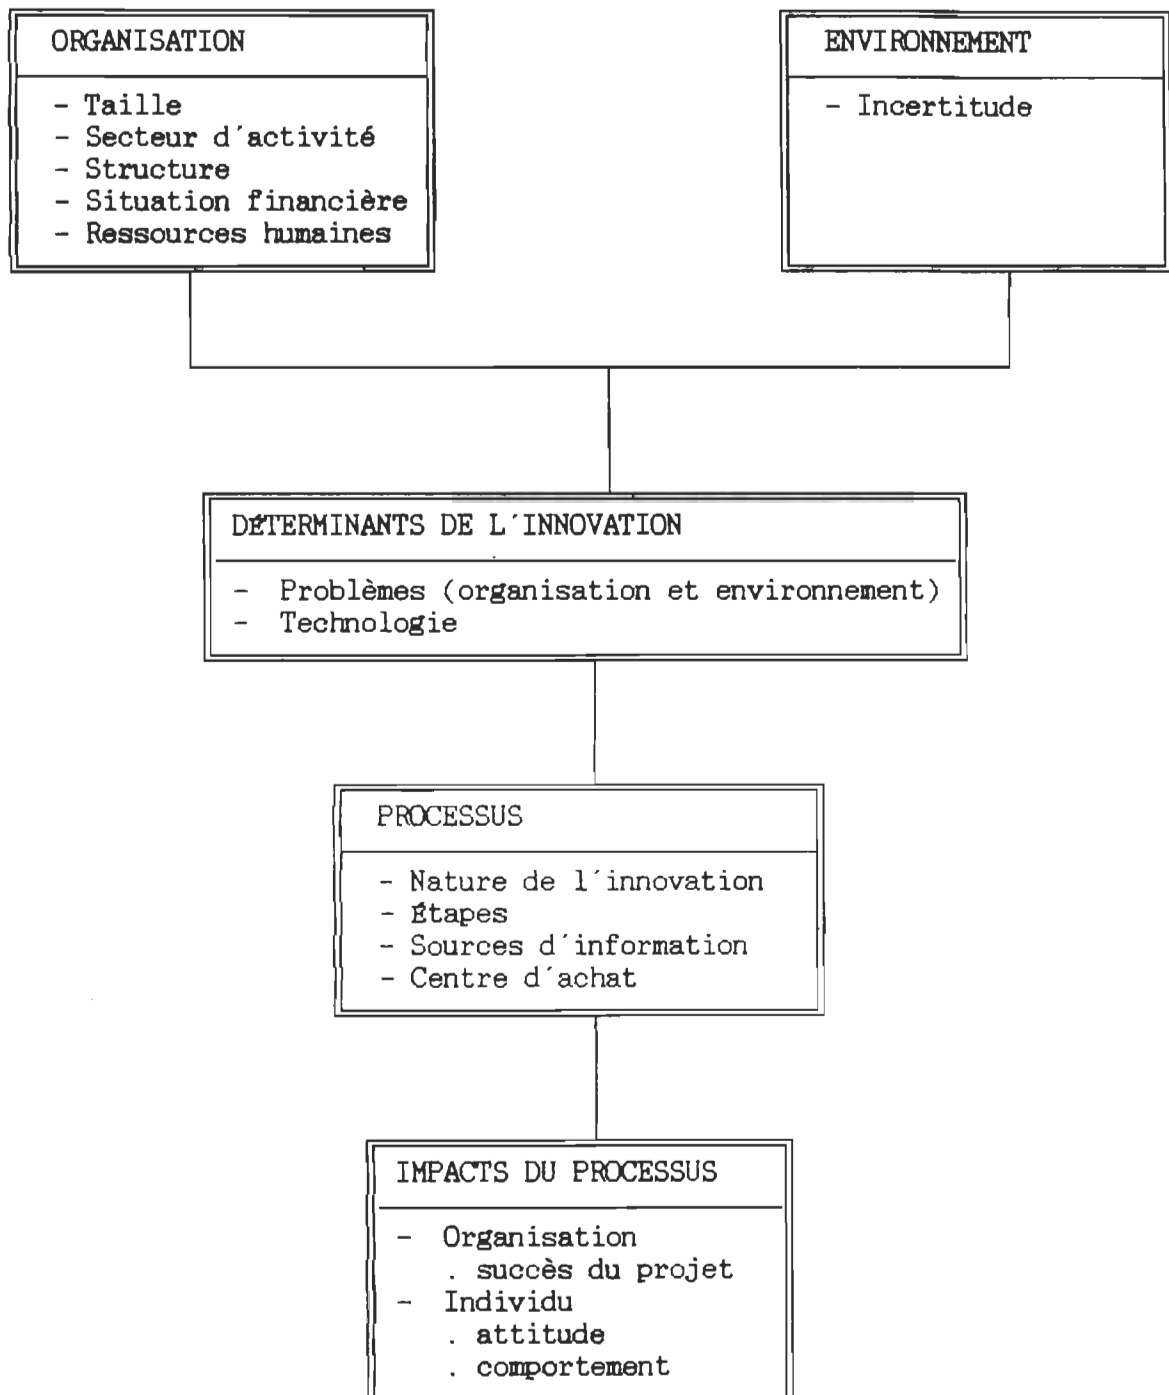 ORGANISATION
- Taille
- Secteur d'activité
- Structure
- Situation financière
- Ressources humaines
ENVIRONNEMENT
- Incertitude
DÉTERMINANTS DE L'INNOVATION
- Problèmes (organisation et environnement)
- Technologie
PROCESSUS
- Nature de l'innovation
- Étapes
- Sources d'information
- Centre d'achat
IMPACTS DU PROCESSUS
- Organisation
. succès du projet
- Individu
. attitude
. comportement